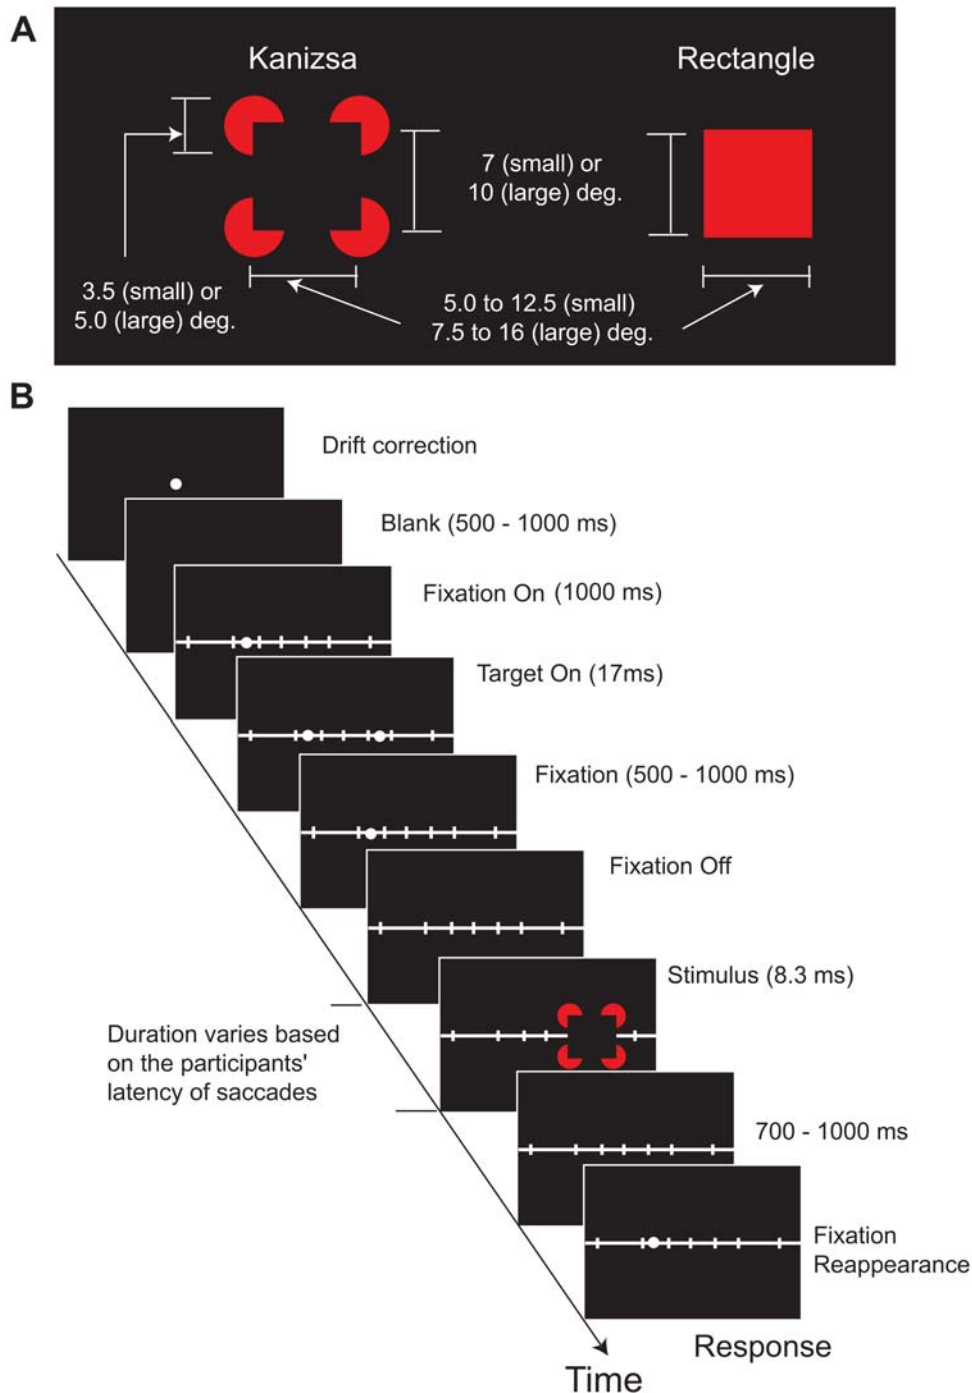 A
Kanizsa
Rectangle
7 (small) or
10 (large) deg.
3.5 (small) or
5.0 (large) deg.
5.0 to 12.5 (small)
7.5 to 16 (large) deg.
B
Drift correction
Blank (500 - 1000 ms)
Fixation On (1000 ms)
Target On (17ms)
Fixation (500 - 1000 ms)
Fixation Off
Stimulus (8.3 ms)
Duration varies based
on the participants'
latency of saccades
700 - 1000 ms
Fixation
Reappearance
Response
Time